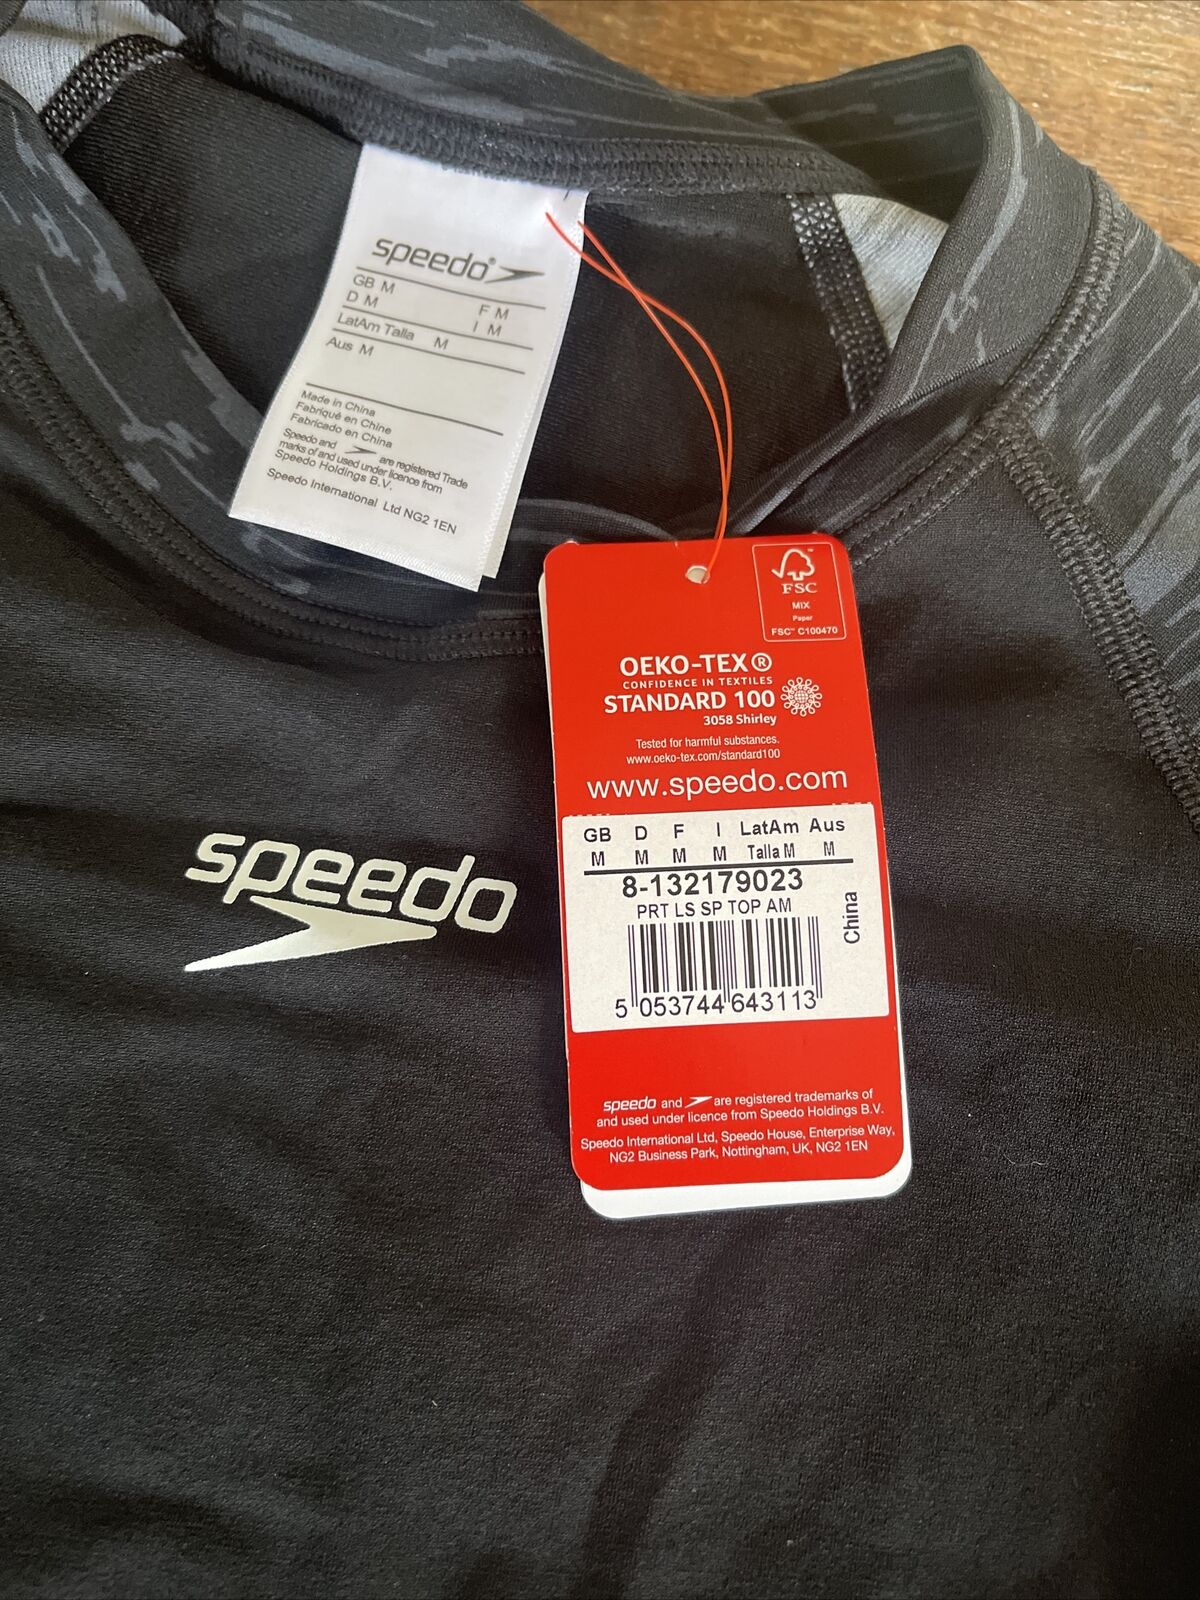 speedo®
GB M
F M
D M
I M
LatAm Talla M
Aus M
Made in China
Fabriqué en Chine
Fabricado en China
Speedo and are registered Trade
marks of and used under licence from
Speedo Holdings B.V.
Speedo International Ltd NG2 1EN
speedo
FSC™
MIX
Paper
FSC™ C100470
OEKO-TEX®
CONFIDENCE IN TEXTILES
STANDARD 100
3058 Shirley
Tested for harmful substances.
www.oeko-tex.com/standard100
www.speedo.com
GB D F I LatAm Aus
M M M M Talla M M
8-132179023
PRT LS SP TOP AM
China
5 053744 643113
speedo and are registered trademarks of
and used under licence from Speedo Holdings B.V.
Speedo International Ltd, Speedo House, Enterprise Way,
NG2 Business Park, Nottingham, UK, NG2 1EN